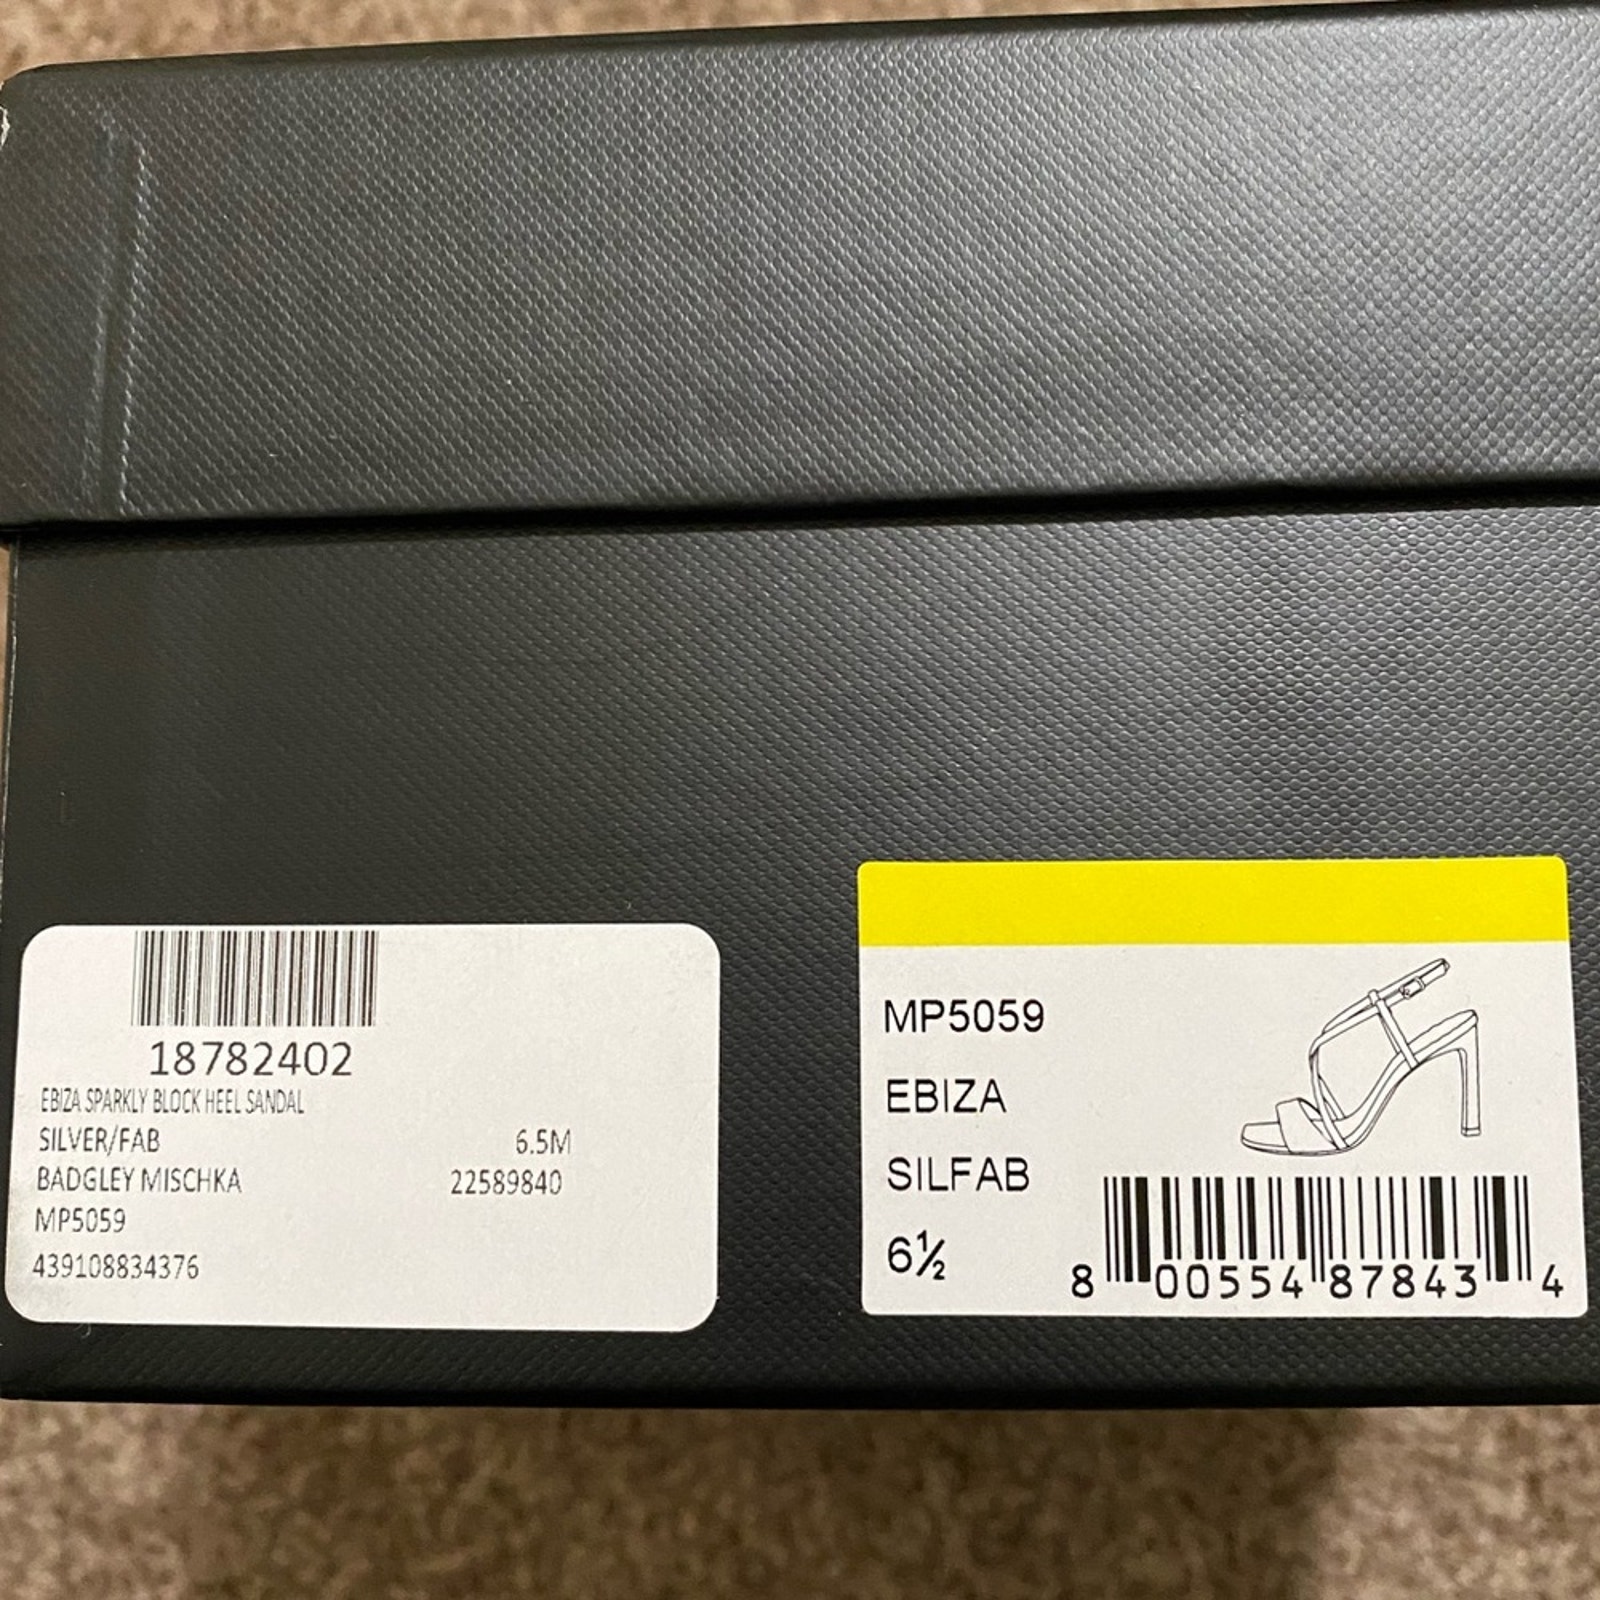 18782402
EBIZA SPARKLY BLOCK HEEL SANDAL
SILVER/FAB 6.5M
BADGLEY MISCHKA 22589840
MP5059
439108834376
MP5059
EBIZA
SILFAB
6½
8 00554 87843 4